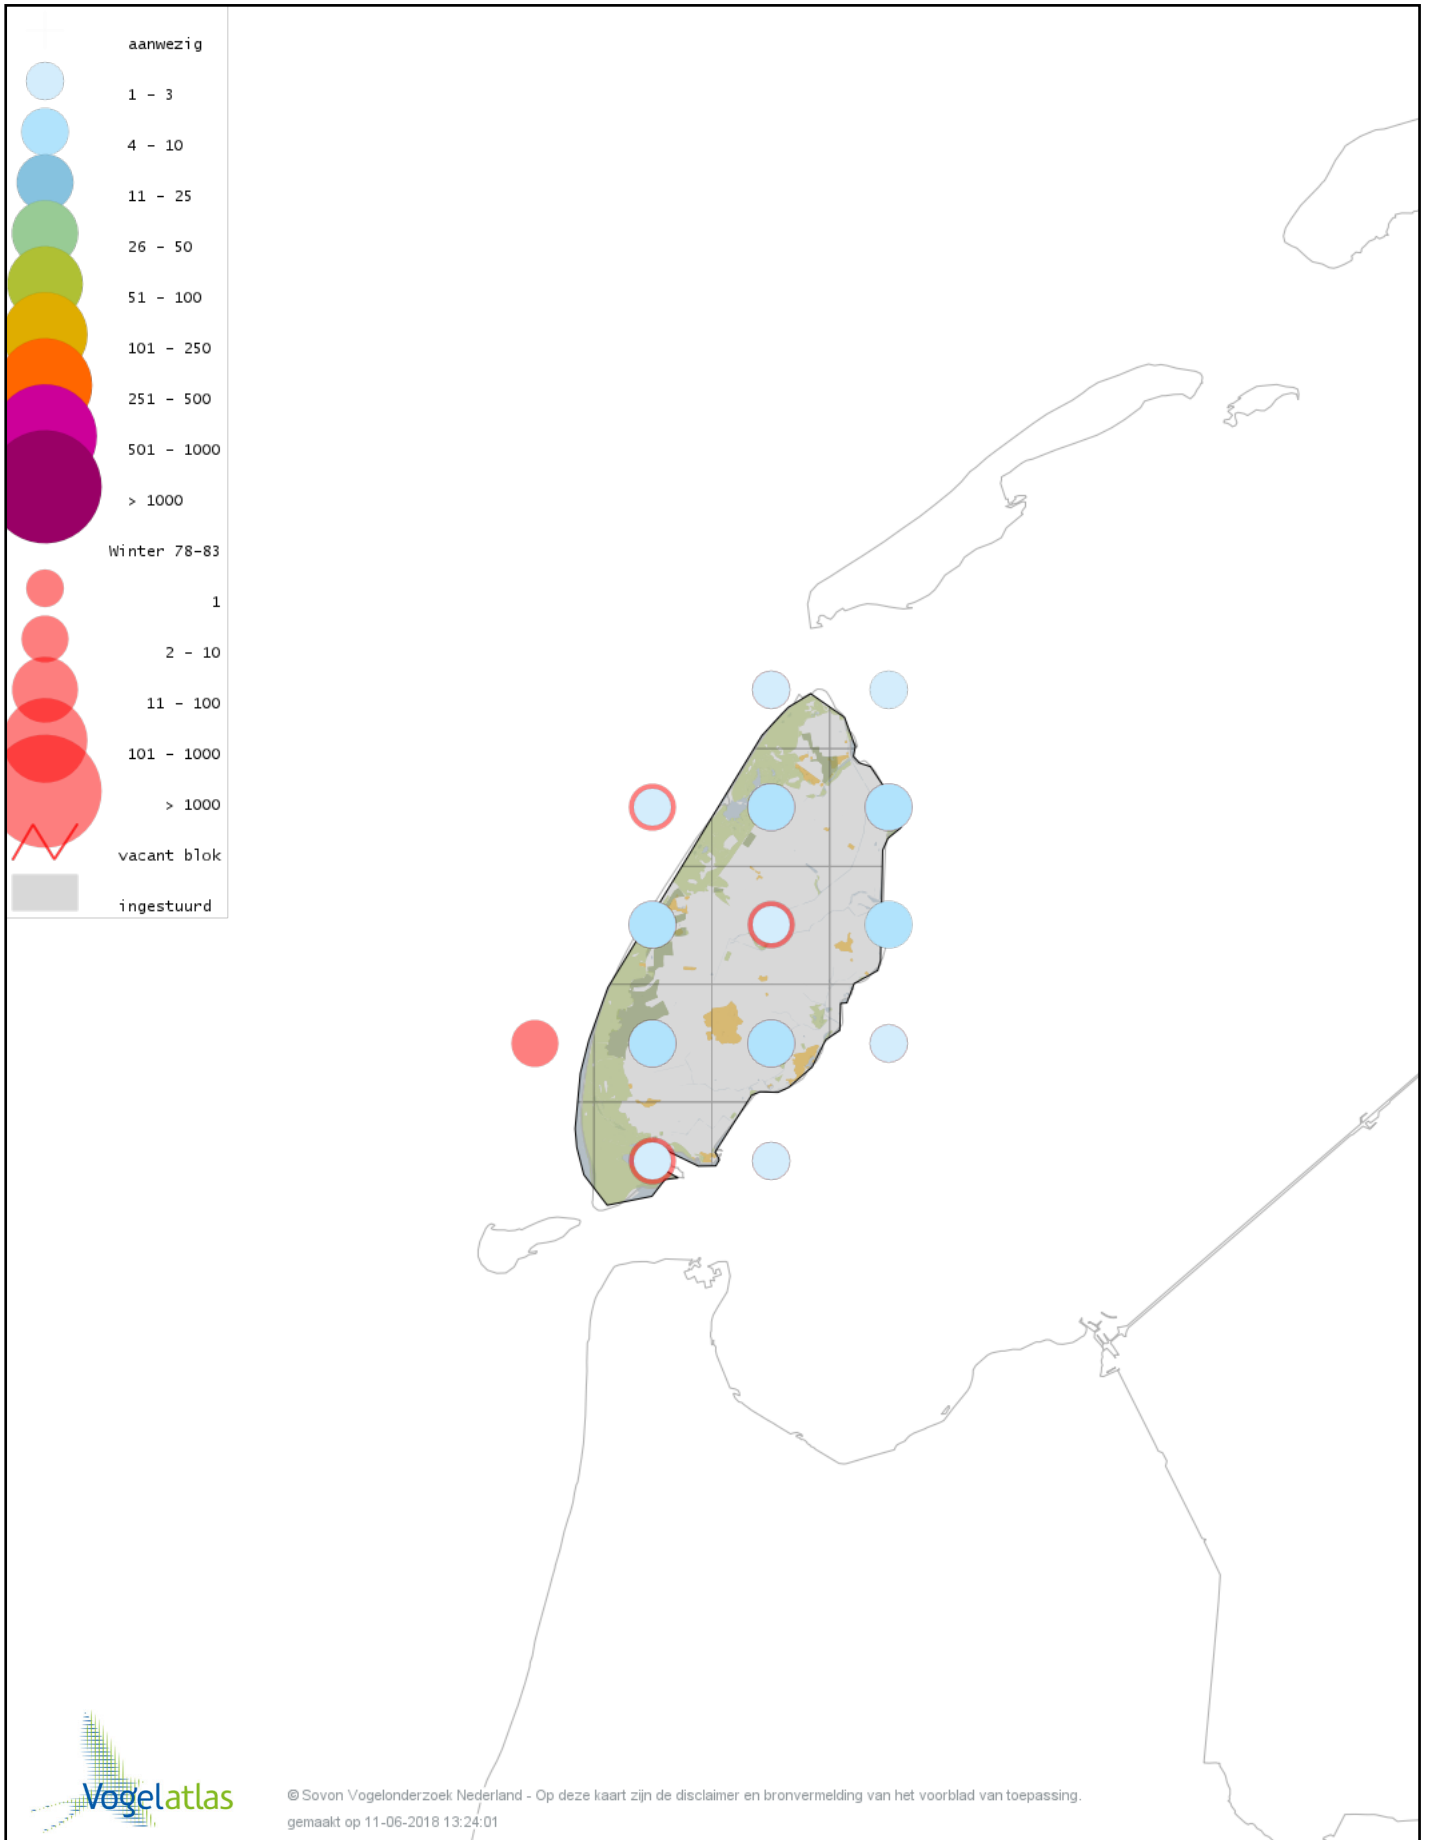 aanwezig
1 - 3
4 - 10
11 - 25
26 - 50
51 - 100
101 - 250
251 - 500
501 - 1000
> 1000
Winter 78-83
1
2 - 10
11 - 100
101 - 1000
> 1000
vacant blok
ingestuurd
Vogelatlas
© Sovon Vogelonderzoek Nederland - Op deze kaart zijn de disclaimer en bronvermelding van het voorblad van toepassing.
gemaakt op 11-06-2018 13:24:01